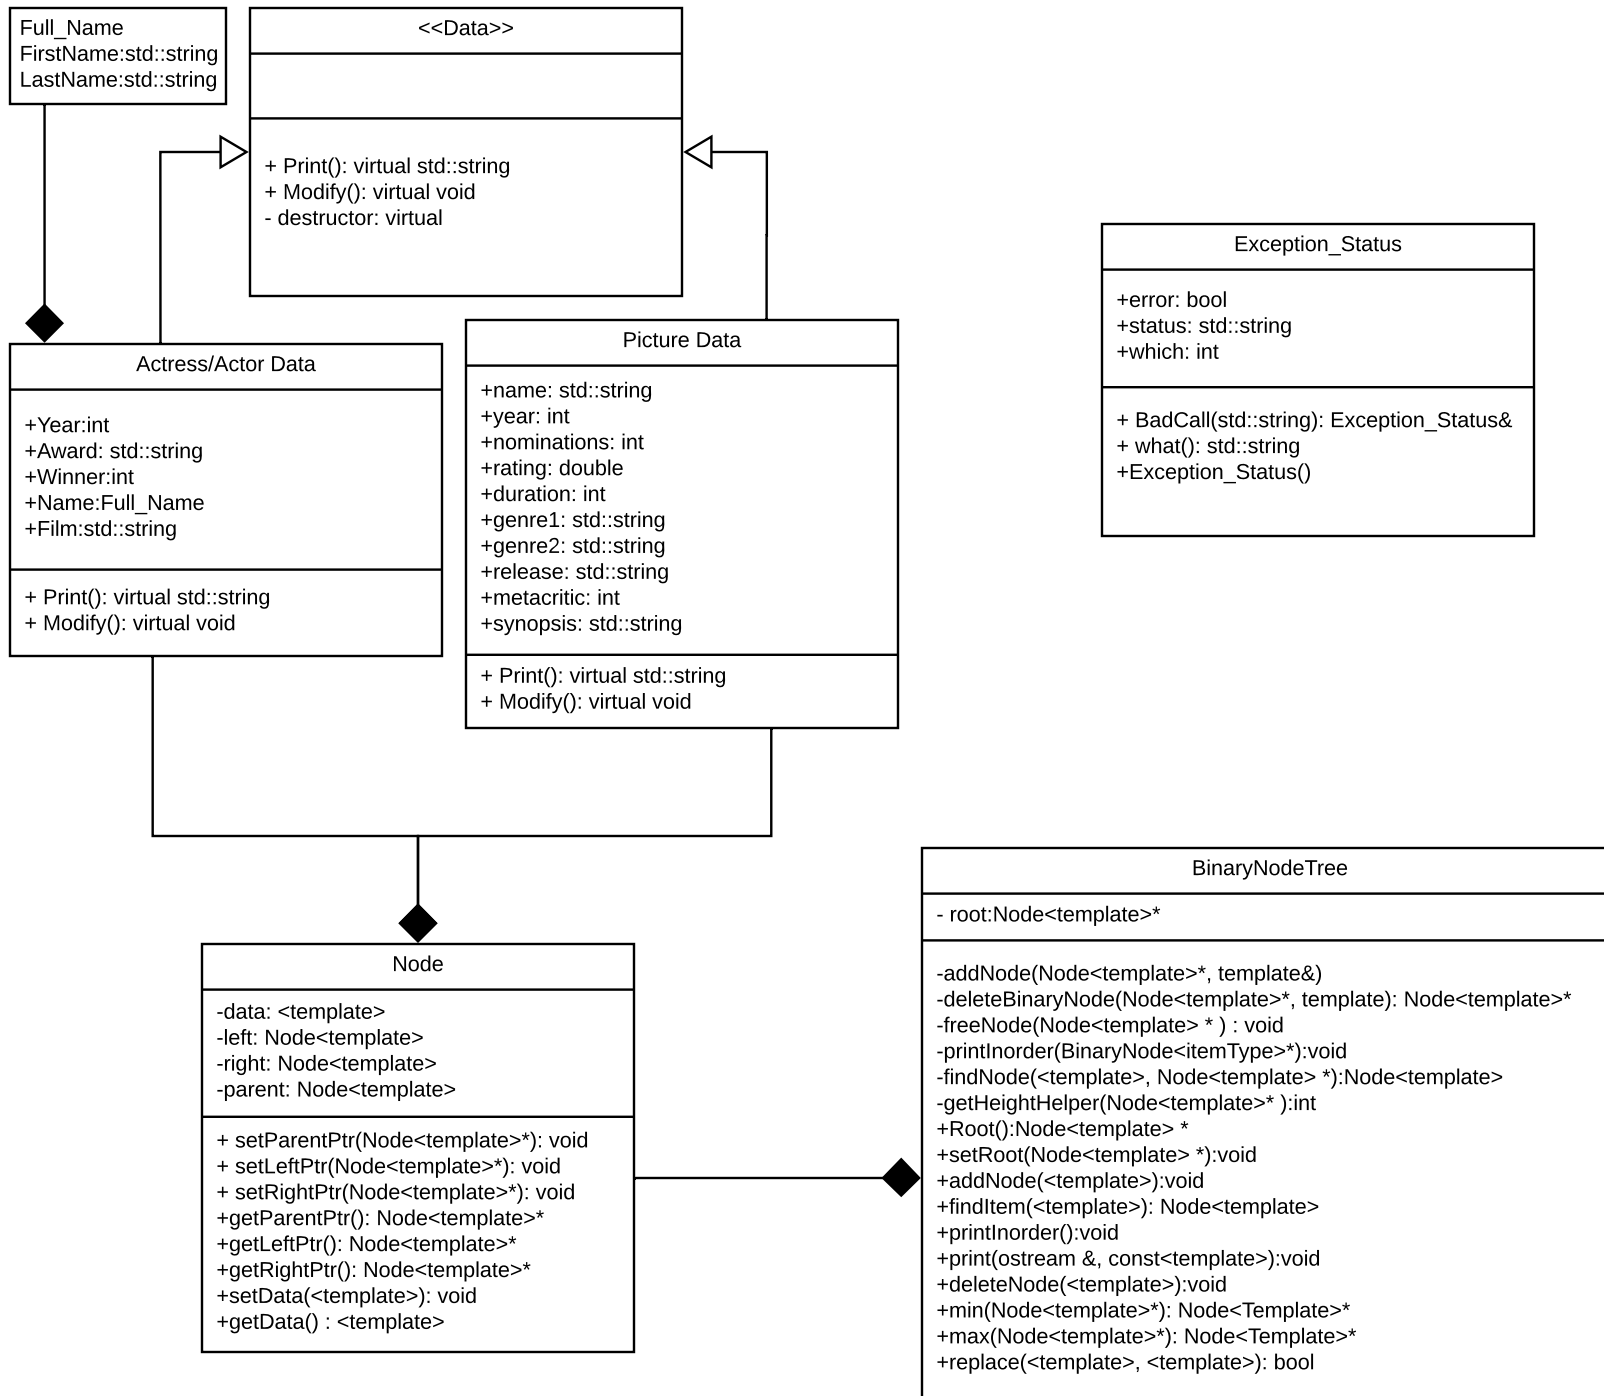 Full_Name
FirstName:std::string
LastName:std::string
<<Data>>
+ Print(): virtual std::string
+ Modify(): virtual void
- destructor: virtual
Exception_Status
+error: bool
+status: std::string
+which: int
+ BadCall(std::string): Exception_Status&
+ what(): std::string
+Exception_Status()
Actress/Actor Data
+Year:int
+Award: std::string
+Winner:int
+Name:Full_Name
+Film:std::string
+ Print(): virtual std::string
+ Modify(): virtual void
Picture Data
+name: std::string
+year: int
+nominations: int
+rating: double
+duration: int
+genre1: std::string
+genre2: std::string
+release: std::string
+metacritic: int
+synopsis: std::string
+ Print(): virtual std::string
+ Modify(): virtual void
Node
-data: <template>
-left: Node<template>
-right: Node<template>
-parent: Node<template>
+ setParentPtr(Node<template>*): void
+ setLeftPtr(Node<template>*): void
+ setRightPtr(Node<template>*): void
+getParentPtr(): Node<template>*
+getLeftPtr(): Node<template>*
+getRightPtr(): Node<template>*
+setData(<template>): void
+getData() : <template>
BinaryNodeTree
- root:Node<template>*
-addNode(Node<template>*, template&)
-deleteBinaryNode(Node<template>*, template): Node<template>*
-freeNode(Node<template> * ) : void
-printInorder(BinaryNode<itemType>*):void
-findNode(<template>, Node<template> *):Node<template>
-getHeightHelper(Node<template>* ):int
+Root():Node<template> *
+setRoot(Node<template> *):void
+addNode(<template>):void
+findItem(<template>): Node<template>
+printInorder():void
+print(ostream &, const<template>):void
+deleteNode(<template>):void
+min(Node<template>*): Node<Template>*
+max(Node<template>*): Node<Template>*
+replace(<template>, <template>): bool